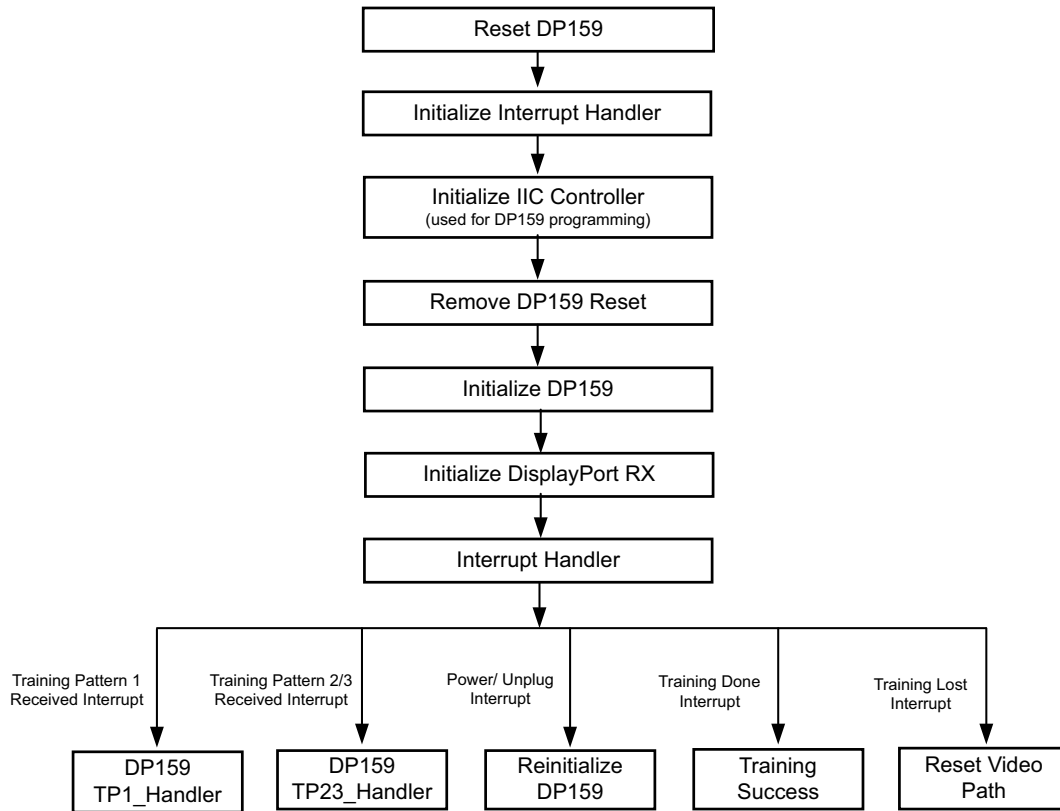 Reset DP159
Initialize Interrupt Handler
Initialize IIC Controller
(used for DP159 programming)
Remove DP159 Reset
Initialize DP159
Initialize DisplayPort RX
Interrupt Handler
Training Pattern 1
Received Interrupt
Training Pattern 2/3
Received Interrupt
Power/ Unplug
Interrupt
Training Done
Interrupt
Training Lost
Interrupt
DP159
TP1_Handler
DP159
TP23_Handler
Reinitialize
DP159
Training
Success
Reset Video
Path